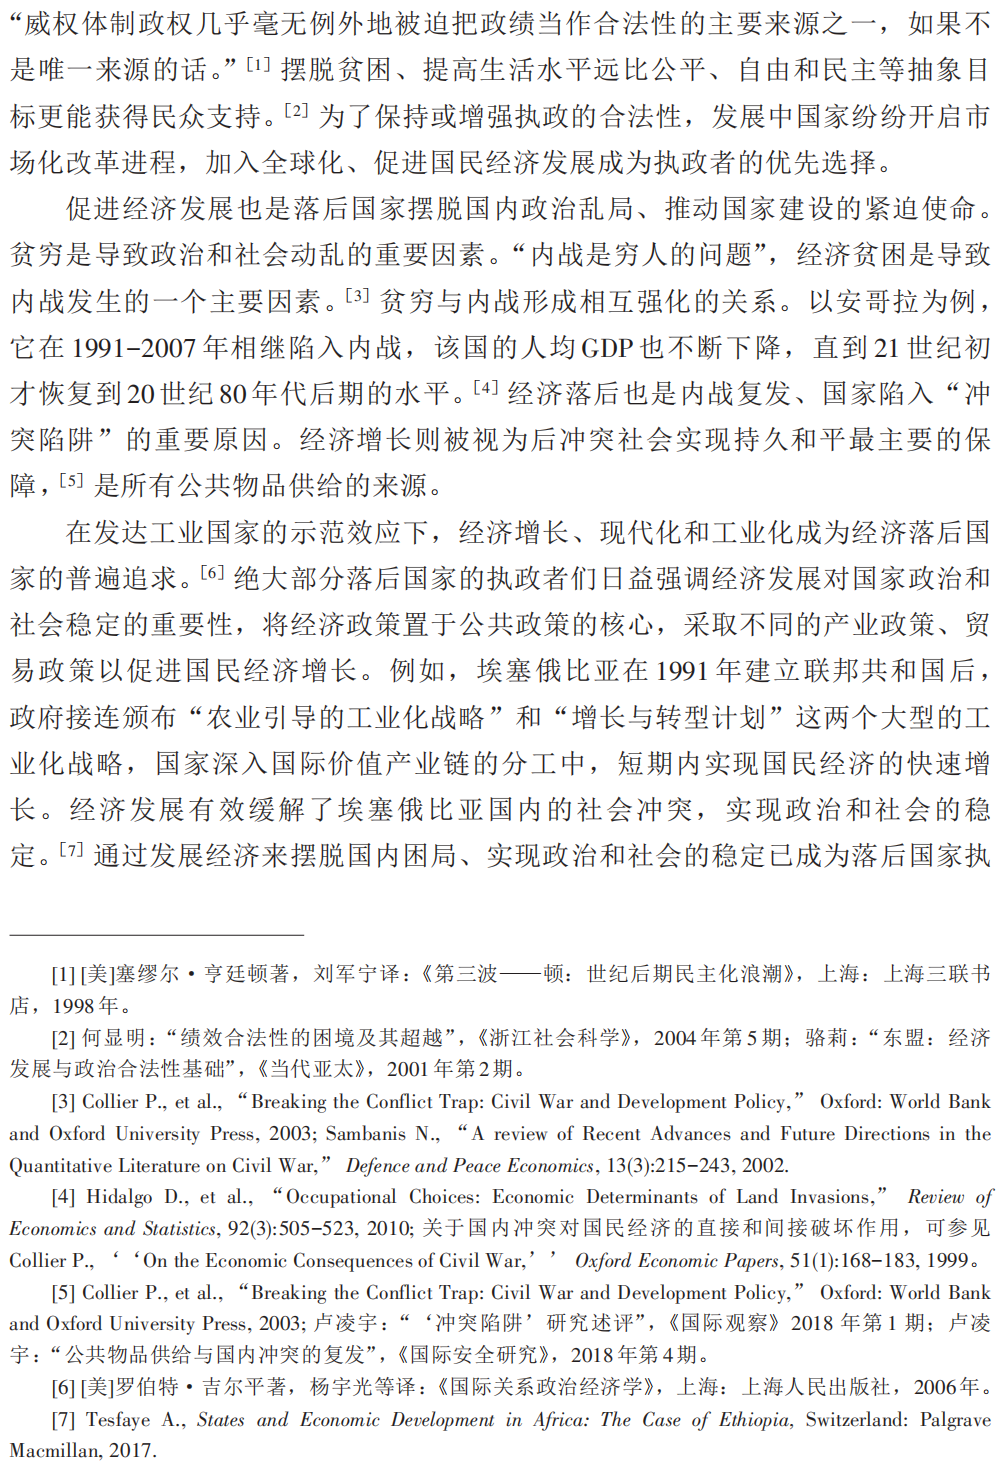 “威权体制政权几乎毫无例外地被迫把政绩当作合法性的主要来源之一，如果不
是唯一来源的话。”[1] 摆脱贫困、提高生活水平远比公平、自由和民主等抽象目
标更能获得民众支持。[2] 为了保持或增强执政的合法性，发展中国家纷纷开启市
场化改革进程，加入全球化、促进国民经济发展成为执政者的优先选择。
促进经济发展也是落后国家摆脱国内政治乱局、推动国家建设的紧迫使命。
贫穷是导致政治和社会动乱的重要因素。“内战是穷人的问题”，经济贫困是导致
内战发生的一个主要因素。[3] 贫穷与内战形成相互强化的关系。以安哥拉为例，
它在 1991-2007 年相继陷入内战，该国的人均 GDP 也不断下降，直到 21 世纪初
才恢复到 20 世纪 80 年代后期的水平。[4] 经济落后也是内战复发、国家陷入“冲
突陷阱”的重要原因。经济增长则被视为后冲突社会实现持久和平最主要的保
障，[5] 是所有公共物品供给的来源。
在发达工业国家的示范效应下，经济增长、现代化和工业化成为经济落后国
家的普遍追求。[6] 绝大部分落后国家的执政者们日益强调经济发展对国家政治和
社会稳定的重要性，将经济政策置于公共政策的核心，采取不同的产业政策、贸
易政策以促进国民经济增长。例如，埃塞俄比亚在 1991 年建立联邦共和国后，
政府接连颁布“农业引导的工业化战略”和“增长与转型计划”这两个大型的工
业化战略，国家深入国际价值产业链的分工中，短期内实现国民经济的快速增
长。经济发展有效缓解了埃塞俄比亚国内的社会冲突，实现政治和社会的稳
定。[7] 通过发展经济来摆脱国内困局、实现政治和社会的稳定已成为落后国家执
[1] [美]塞缪尔·亨廷顿著，刘军宁译：《第三波——顿：世纪后期民主化浪潮》，上海：上海三联书
店，1998 年。
[2] 何显明：“绩效合法性的困境及其超越”，《浙江社会科学》，2004 年第 5 期；骆莉：“东盟：经济
发展与政治合法性基础”，《当代亚太》，2001 年第 2 期。
[3] Collier P., et al., “Breaking the Conflict Trap: Civil War and Development Policy,” Oxford: World Bank
and Oxford University Press, 2003; Sambanis N., “A review of Recent Advances and Future Directions in the
Quantitative Literature on Civil War,” Defence and Peace Economics, 13(3):215-243, 2002.
[4] Hidalgo D., et al., “Occupational Choices: Economic Determinants of Land Invasions,” Review of
Economics and Statistics, 92(3):505-523, 2010; 关于国内冲突对国民经济的直接和间接破坏作用，可参见
Collier P., ‘‘On the Economic Consequences of Civil War,’’ Oxford Economic Papers, 51(1):168-183, 1999。
[5] Collier P., et al., “Breaking the Conflict Trap: Civil War and Development Policy,” Oxford: World Bank
and Oxford University Press, 2003; 卢凌宇：“‘冲突陷阱’研究述评”，《国际观察》2018 年第 1 期；卢凌
宇：“公共物品供给与国内冲突的复发”，《国际安全研究》，2018 年第 4 期。
[6] [美]罗伯特·吉尔平著，杨宇光等译：《国际关系政治经济学》，上海：上海人民出版社，2006 年。
[7] Tesfaye A., States and Economic Development in Africa: The Case of Ethiopia, Switzerland: Palgrave
Macmillan, 2017.